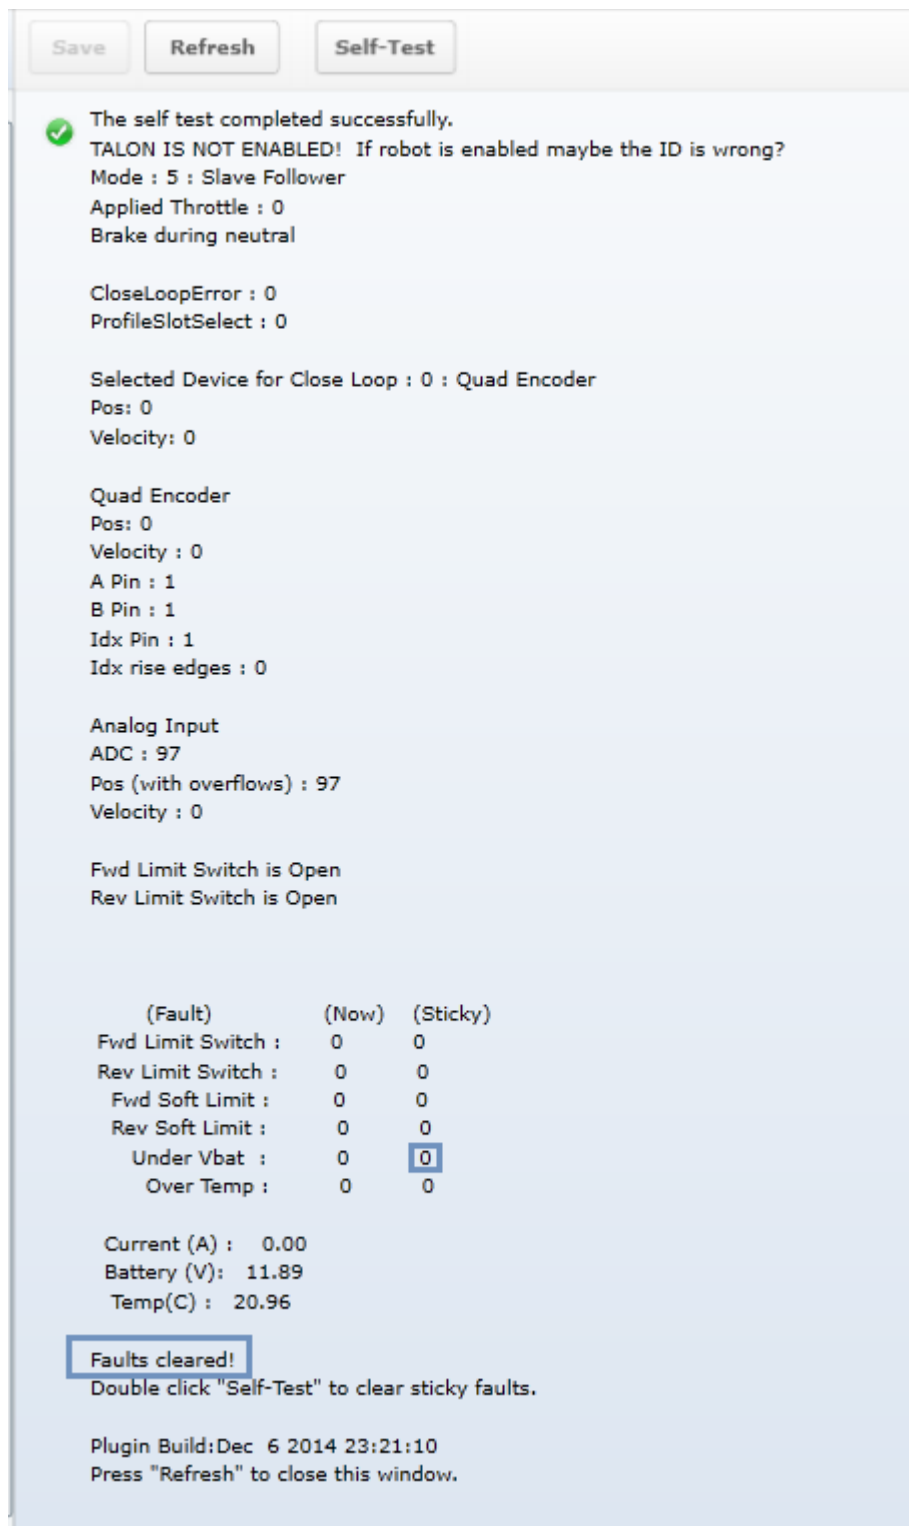 Save Refresh Self-Test
The self test completed successfully.
TALON IS NOT ENABLED!  If robot is enabled maybe the ID is wrong?
Mode : 5 : Slave Follower
Applied Throttle : 0
Brake during neutral
CloseLoopError : 0
ProfileSlotSelect : 0
Selected Device for Close Loop : 0 : Quad Encoder
Pos: 0
Velocity: 0
Quad Encoder
Pos: 0
Velocity : 0
A Pin : 1
B Pin : 1
Idx Pin : 1
Idx rise edges : 0
Analog Input
ADC : 97
Pos (with overflows) : 97
Velocity : 0
Fwd Limit Switch is Open
Rev Limit Switch is Open
(Fault) (Now) (Sticky)
Fwd Limit Switch : 0 0
Rev Limit Switch : 0 0
Fwd Soft Limit : 0 0
Rev Soft Limit : 0 0
Under Vbat : 0 0
Over Temp : 0 0
Current (A) : 0.00
Battery (V): 11.89
Temp(C) : 20.96
Faults cleared!
Double click "Self-Test" to clear sticky faults.
Plugin Build:Dec  6 2014 23:21:10
Press "Refresh" to close this window.